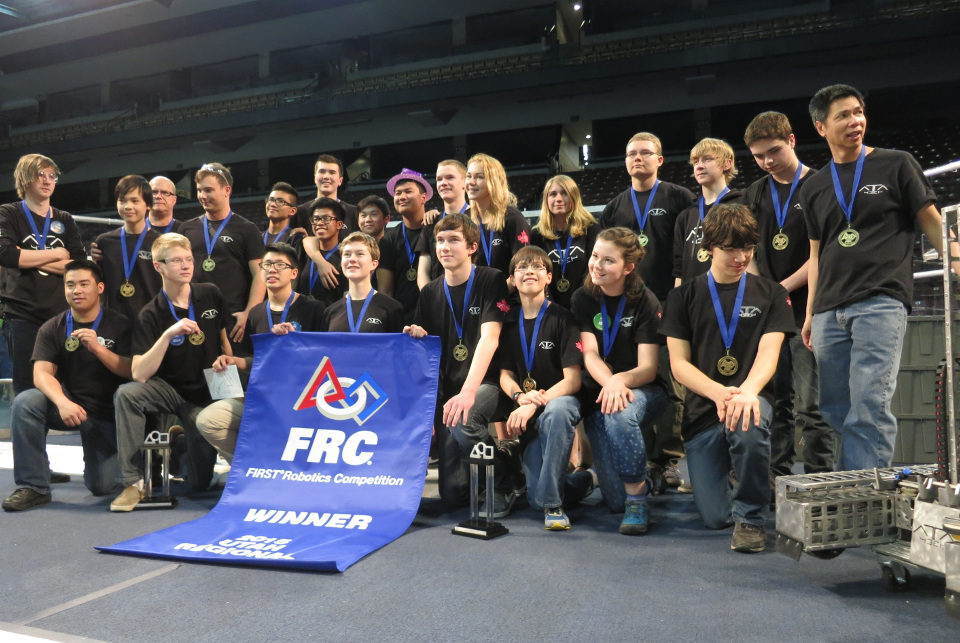 FRC®
FIRST® Robotics Competition
WINNER
2015
UTAH
REGIONAL